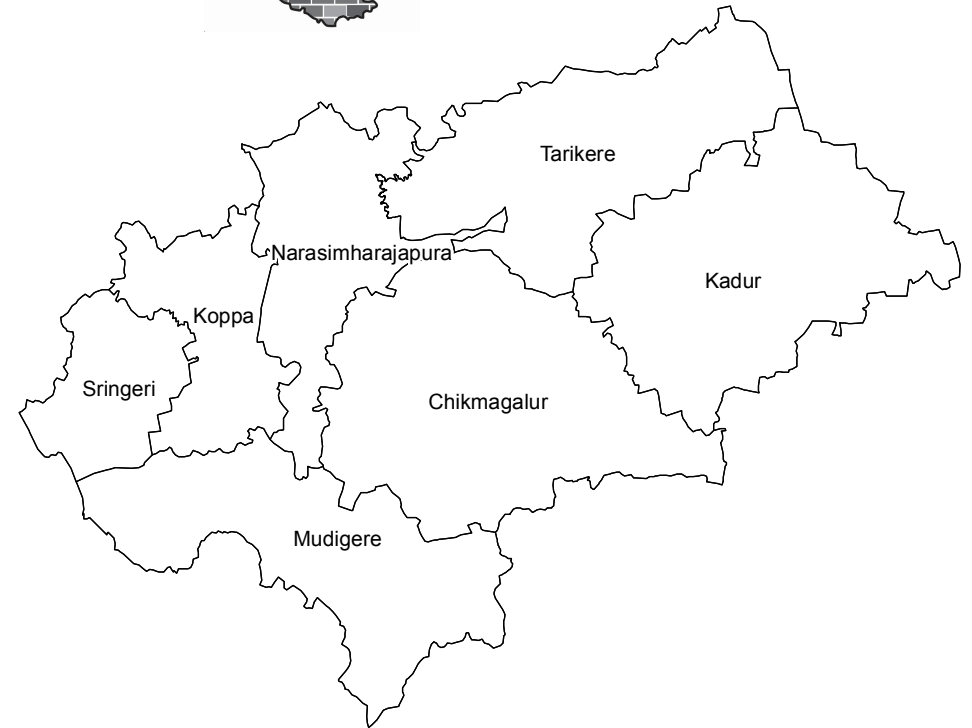 Tarikere
Narasimharajapura
Kadur
Koppa
Sringeri
Chikmagalur
Mudigere